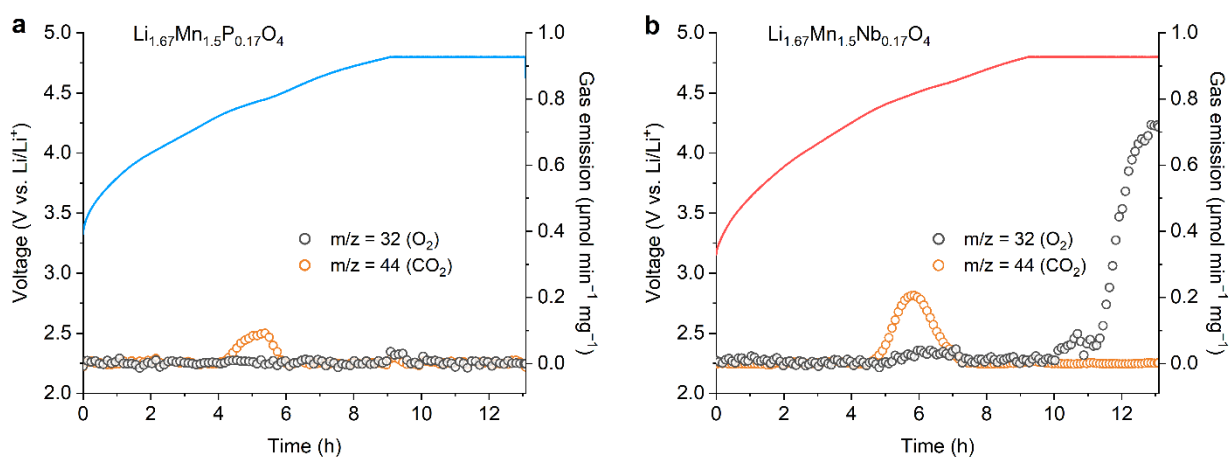 a
Li₁.₆₇Mn₁.₅P₀.₁₇O₄
5.0
4.5
4.0
3.5
3.0
2.5
2.0
Voltage (V vs. Li/Li⁺)
1.0
0.8
0.6
0.4
0.2
0.0
Gas emission (μmol min⁻¹ mg⁻¹)
m/z = 32 (O₂)
m/z = 44 (CO₂)
0 2 4 6 8 10 12
Time (h)
b
Li₁.₆₇Mn₁.₅Nb₀.₁₇O₄
5.0
4.5
4.0
3.5
3.0
2.5
2.0
Voltage (V vs. Li/Li⁺)
1.0
0.8
0.6
0.4
0.2
0.0
Gas emission (μmol min⁻¹ mg⁻¹)
m/z = 32 (O₂)
m/z = 44 (CO₂)
0 2 4 6 8 10 12
Time (h)